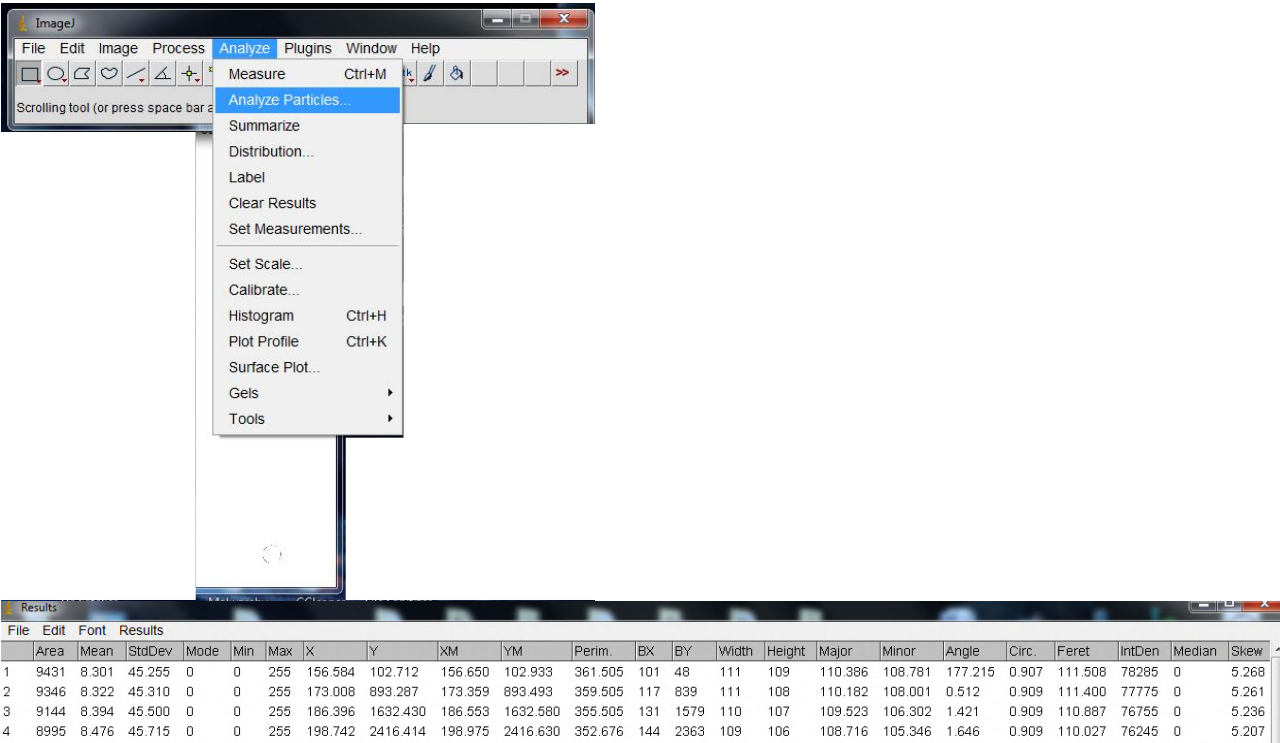 ImageJ
File Edit Image Process Analyze Plugins Window Help
>>
Scrolling tool (or press space bar a
Measure Ctrl+M
Analyze Particles...
Summarize
Distribution...
Label
Clear Results
Set Measurements...
Set Scale...
Calibrate...
Histogram Ctrl+H
Plot Profile Ctrl+K
Surface Plot...
Gels
Tools
Results
File Edit Font Results
Area Mean StdDev Mode Min Max X Y XM YM Perim. BX BY Width Height Major Minor Angle Circ. Feret IntDen Median Skew
1 9431 8.301 45.255 0 0 255 156.584 102.712 156.650 102.933 361.505 101 48 111 109 110.386 108.781 177.215 0.909 111.508 78285 0 5.268
2 9346 8.322 45.310 0 0 255 173.008 893.287 173.359 893.493 359.505 117 839 111 108 110.182 108.001 0.512 0.909 111.400 77775 0 5.261
3 9144 8.394 45.500 0 0 255 186.396 1632.430 186.553 1632.580 355.505 131 1579 110 107 109.523 106.302 1.421 0.909 110.887 76755 0 5.236
4 8995 8.476 45.715 0 0 255 198.742 2416.414 198.975 2416.630 352.676 144 2363 109 106 108.716 105.346 1.646 0.909 110.027 76245 0 5.207